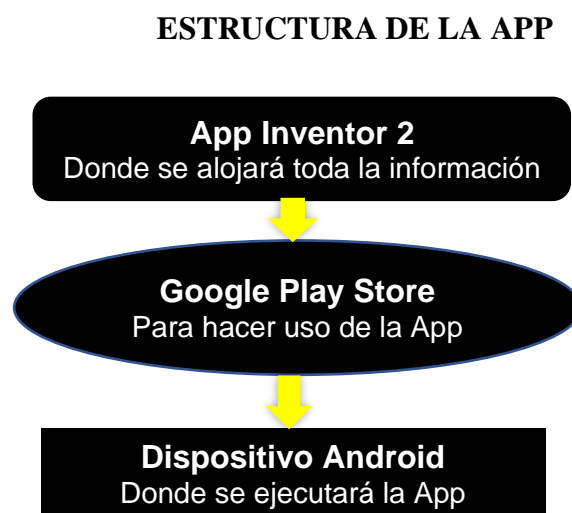 ESTRUCTURA DE LA APP
App Inventor 2
Donde se alojará toda la información
Google Play Store
Para hacer uso de la App
Dispositivo Android
Donde se ejecutará la App